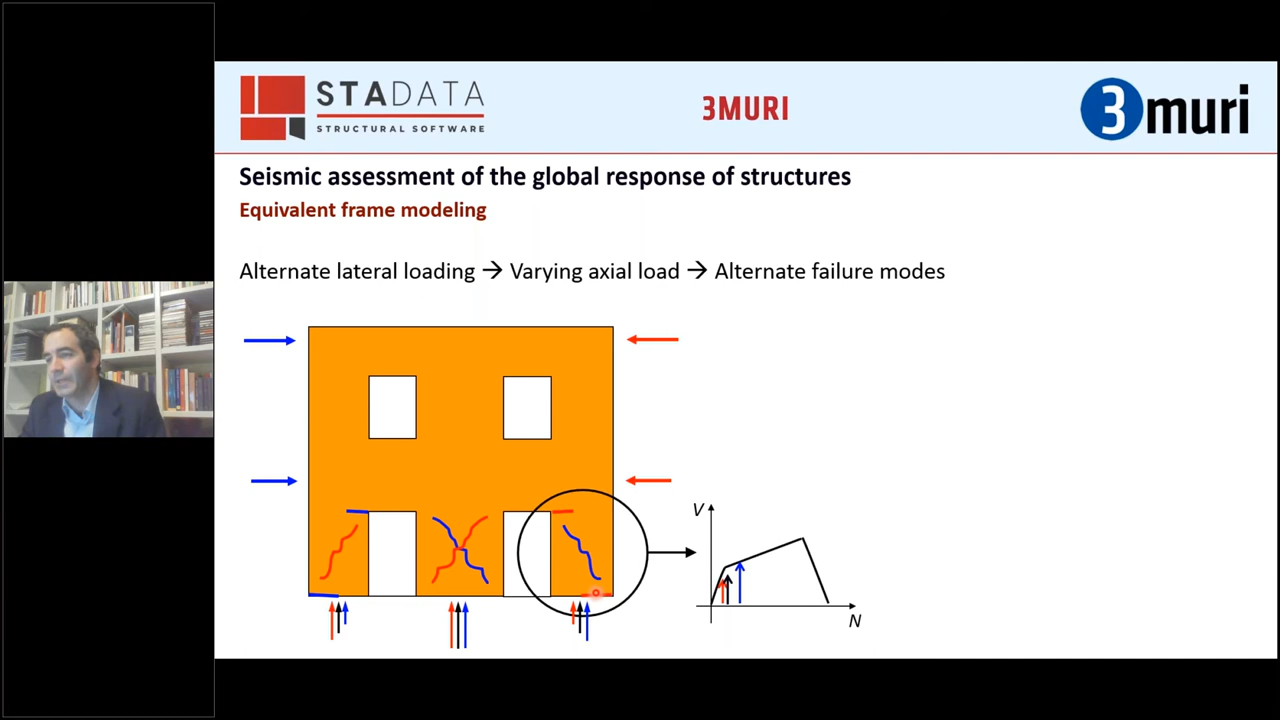 STADATA
STRUCTURAL SOFTWARE
3MURI
3muri
Seismic assessment of the global response of structures
Equivalent frame modeling
Alternate lateral loading → Varying axial load → Alternate failure modes
V
N